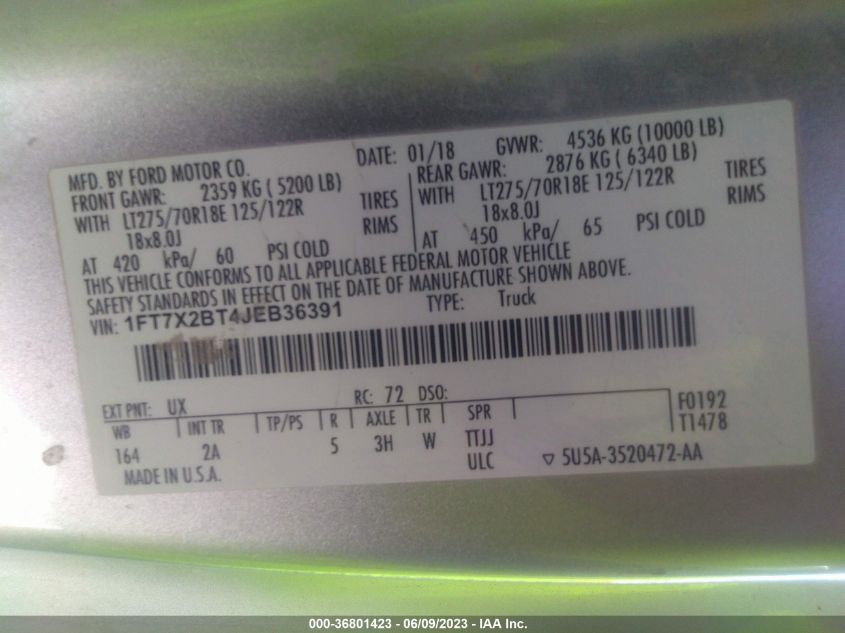 MFD. BY FORD MOTOR CO.
DATE: 01/18
GVWR: 4536 KG (10000 LB)
FRONT GAWR: 2359 KG ( 5200 LB)
REAR GAWR: 2876 KG ( 6340 LB)
WITH LT275/70R18E 125/122R TIRES
WITH LT275/70R18E 125/122R TIRES
18x8.0J RIMS
18x8.0J RIMS
AT 420 kPa/ 60 PSI COLD
AT 450 kPa/ 65 PSI COLD
THIS VEHICLE CONFORMS TO ALL APPLICABLE FEDERAL MOTOR VEHICLE
SAFETY STANDARDS IN EFFECT ON THE DATE OF MANUFACTURE SHOWN ABOVE.
VIN: 1FT7X2BT4JEB36391
TYPE: Truck
EXT PNT: UX RC: 72 DSO:
WB INT TR TP/PS R AXLE TR SPR
F0192
T1478
164 2A 5 3H W TTJJ
ULC ▽ 5U5A-3520472-AA
MADE IN U.S.A.
000-36801423 - 06/09/2023 - IAA Inc.